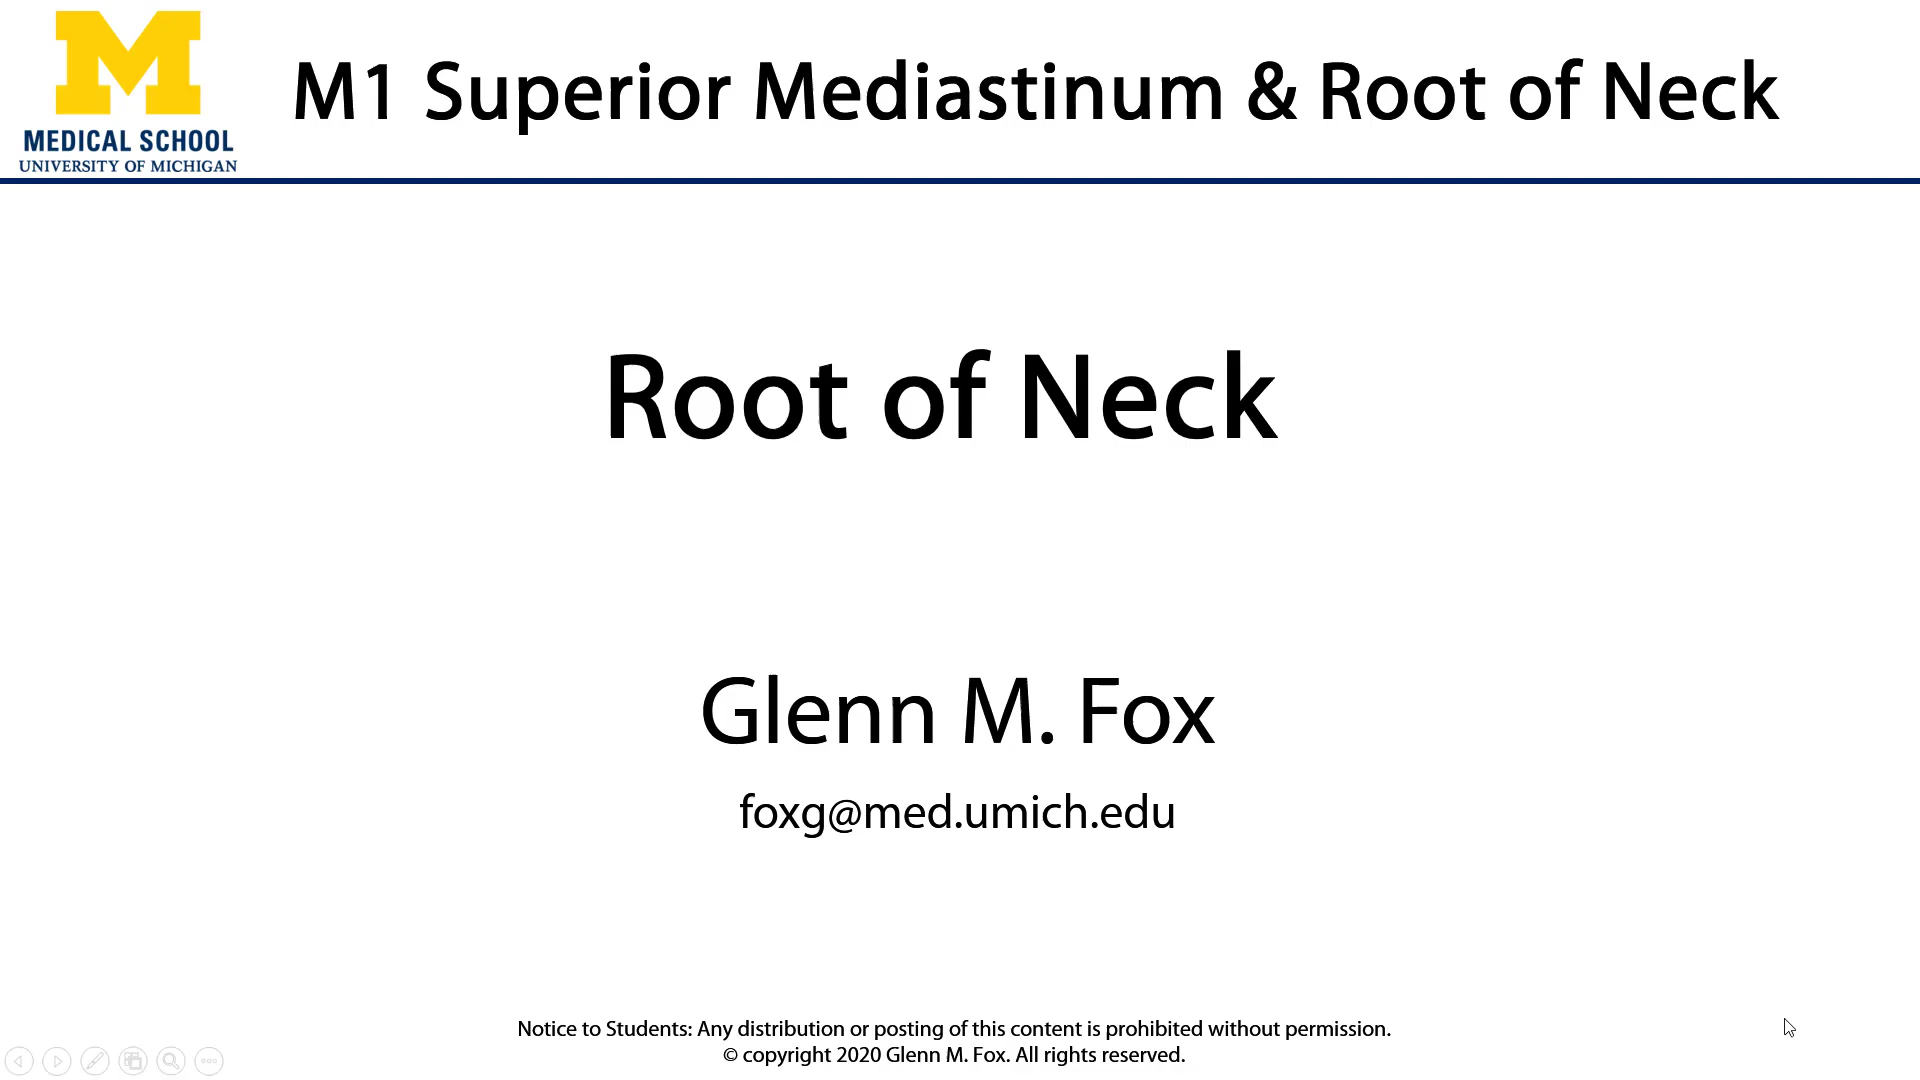 M
MEDICAL SCHOOL
UNIVERSITY OF MICHIGAN
M1 Superior Mediastinum & Root of Neck
Root of Neck
Glenn M. Fox
foxg@med.umich.edu
Notice to Students: Any distribution or posting of this content is prohibited without permission.
© copyright 2020 Glenn M. Fox. All rights reserved.